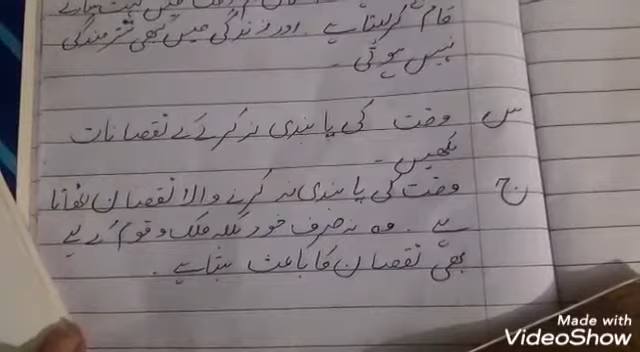 کام کر لیتا ہے۔ اور زندگی میں بھی شرمندگی
نہیں ہوتی۔
س وقت کی پابندی نہ کرنے کے نقصانات
لکھیں۔
ج وقت کی پابندی نہ کرنے والا نقصان اٹھاتا
ہے۔ وہ نہ صرف خود بلکہ ملک و قوم کے لیے
بھی نقصان کا باعث بنتا ہے۔
Made with
VideoShow